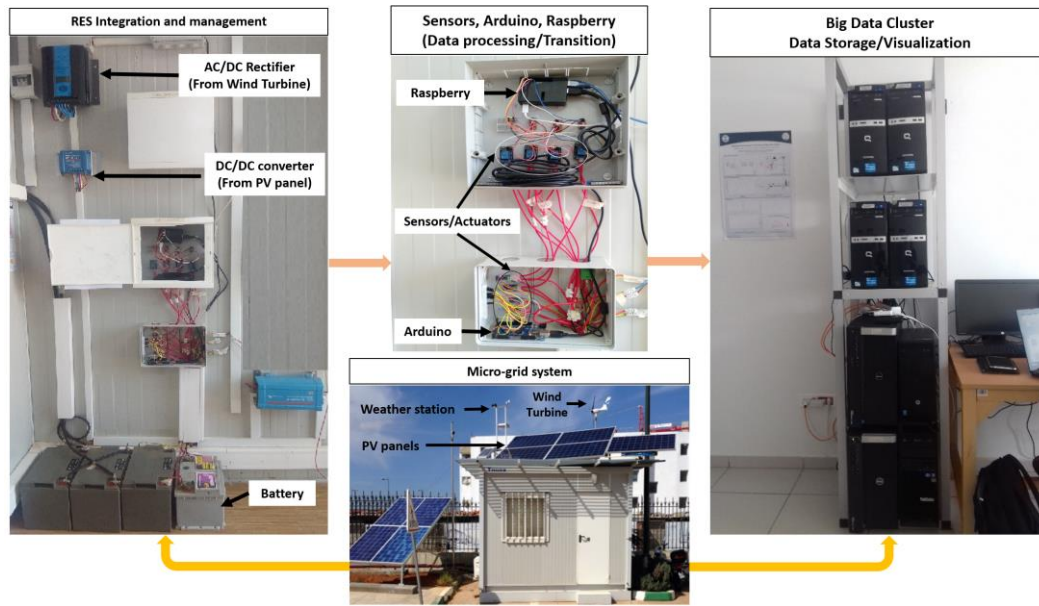 RES Integration and management
AC/DC Rectifier
(From Wind Turbine)
DC/DC converter
(From PV panel)
Battery
Sensors, Arduino, Raspberry
(Data processing/Transition)
Raspberry
Sensors/Actuators
Arduino
Big Data Cluster
Data Storage/Visualization
Micro-grid system
Weather station
Wind
Turbine
PV panels